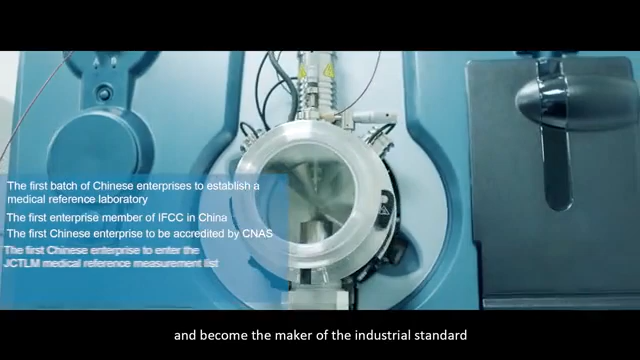 The first batch of Chinese enterprises to establish a
medical reference laboratory
The first enterprise member of IFCC in China
The first Chinese enterprise to be accredited by CNAS
The first Chinese enterprise to enter the
JCTLM medical reference measurement list
and become the maker of the industrial standard